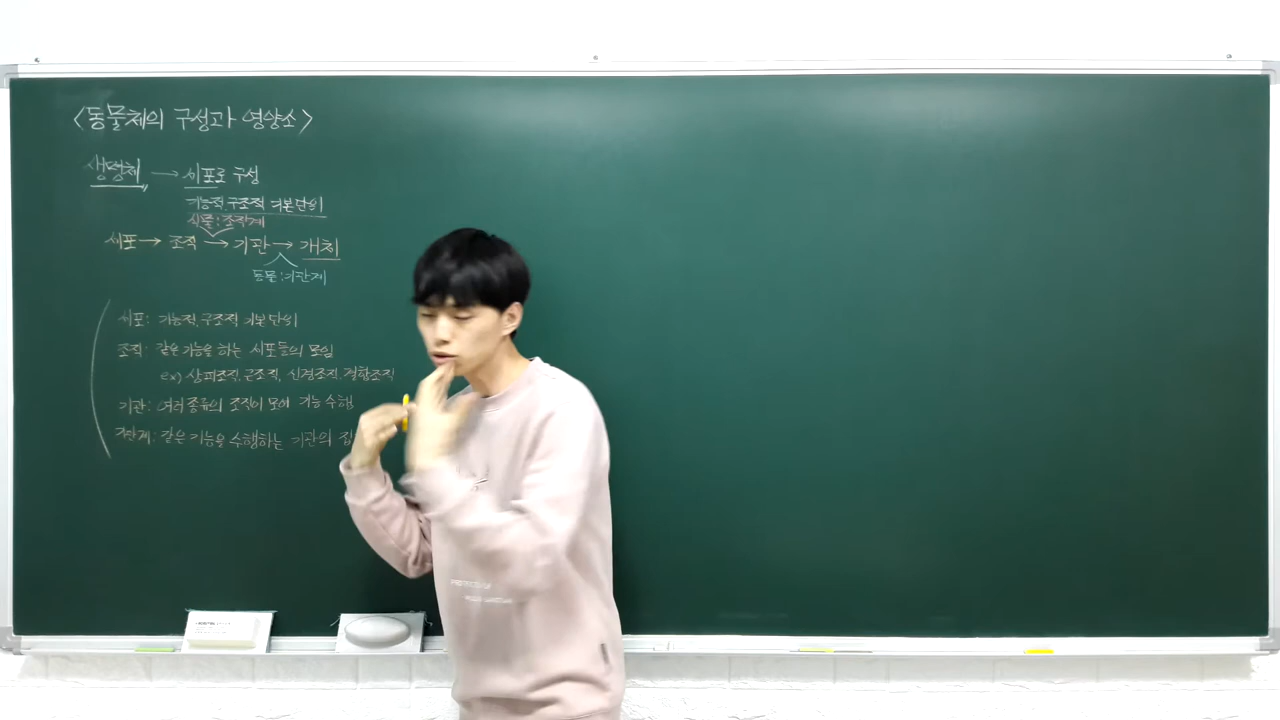 <동물체의 구성과 영양소>
생명체 → 세포로 구성
기능적, 구조적 기본단위
식물: 조직계
세포 → 조직 → 기관 → 개체
동물: 기관계
세포: 기능적, 구조적 기본단위
조직: 같은 기능을 하는 세포들의 모임
ex) 상피조직, 근조직, 신경조직, 결합조직
기관: 여러 종류의 조직이 모여 기능 수행
기관계: 같은 기능을 수행하는 기관의